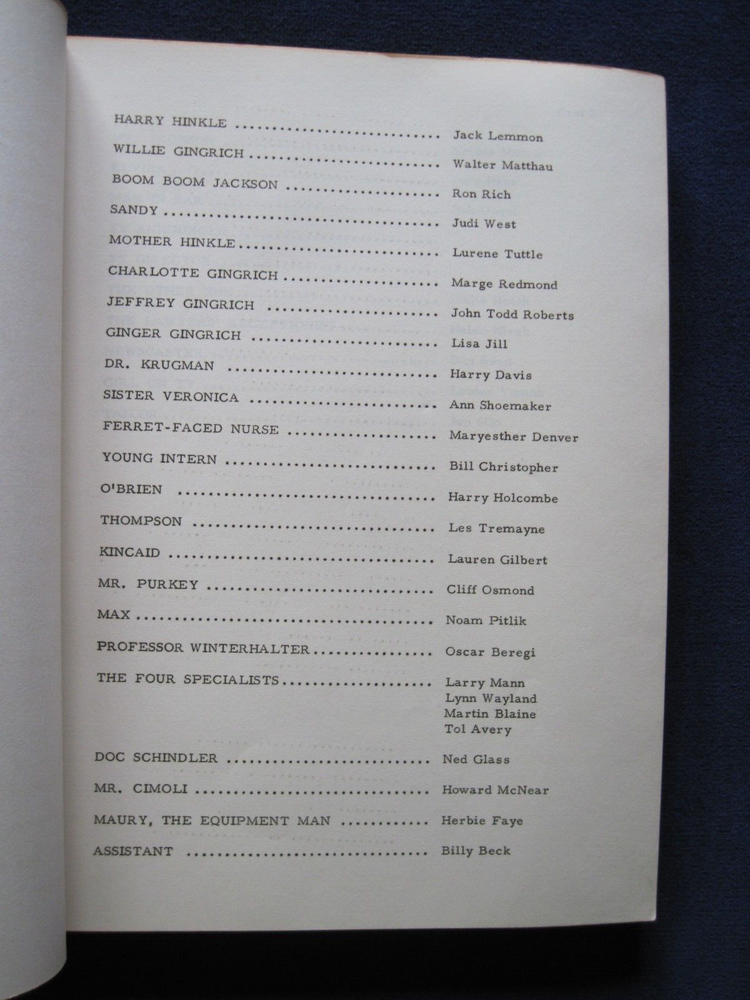 HARRY HINKLE ........................... Jack Lemmon
WILLIE GINGRICH ......................... Walter Matthau
BOOM BOOM JACKSON .................... Ron Rich
SANDY .................................... Judi West
MOTHER HINKLE .......................... Lurene Tuttle
CHARLOTTE GINGRICH .................... Marge Redmond
JEFFREY GINGRICH ...................... John Todd Roberts
GINGER GINGRICH ........................ Lisa Jill
DR. KRUGMAN ............................ Harry Davis
SISTER VERONICA ......................... Ann Shoemaker
FERRET-FACED NURSE .................... Maryesther Denver
YOUNG INTERN ............................ Bill Christopher
O'BRIEN .................................. Harry Holcombe
THOMPSON ................................ Les Tremayne
KINCAID ................................... Lauren Gilbert
MR. PURKEY .............................. Cliff Osmond
MAX ....................................... Noam Pitlik
PROFESSOR WINTERHALTER ................ Oscar Beregi
THE FOUR SPECIALISTS .................... Larry Mann
Lynn Wayland
Martin Blaine
Tol Avery
DOC SCHINDLER ........................... Ned Glass
MR. CIMOLI ............................... Howard McNear
MAURY, THE EQUIPMENT MAN ............ Herbie Faye
ASSISTANT ................................ Billy Beck